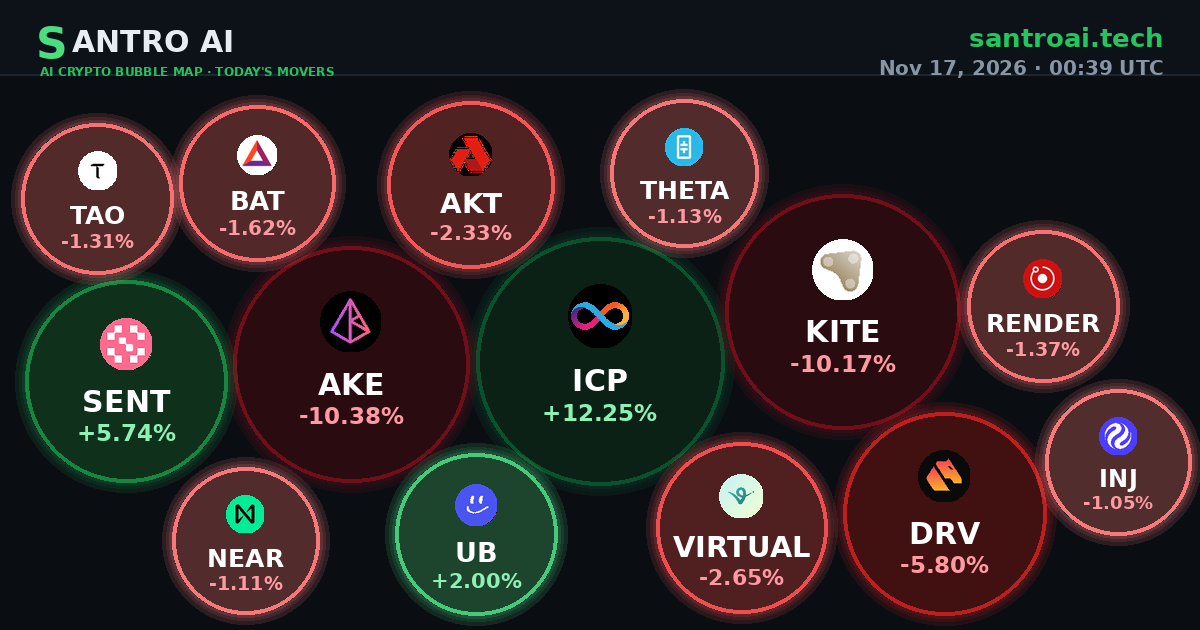 SANTRO AI
AI CRYPTO BUBBLE MAP · TODAY'S MOVERS
santroai.tech
Nov 17, 2026 · 00:39 UTC
TAO
-1.31%
BAT
-1.62%
AKT
-2.33%
THETA
-1.13%
KITE
-10.17%
RENDER
-1.37%
SENT
+5.74%
AKE
-10.38%
ICP
+12.25%
INJ
-1.05%
NEAR
-1.11%
UB
+2.00%
VIRTUAL
-2.65%
DRV
-5.80%